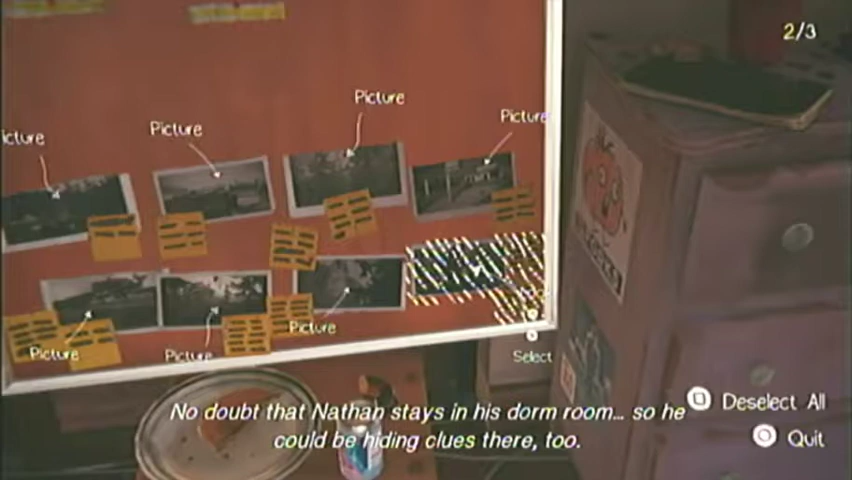 2/3
Picture
Picture
icture
Picture
Picture
Picture
Picture
Select
No doubt that Nathan stays in his dorm room... so he
could be hiding clues there, too.
Deselect All
Quit